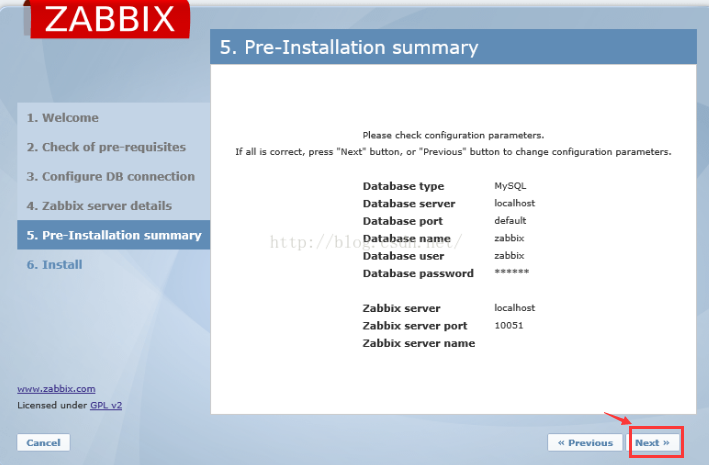 ZABBIX
5. Pre-Installation summary
1. Welcome
2. Check of pre-requisites
3. Configure DB connection
4. Zabbix server details
5. Pre-Installation summary
6. Install
Please check configuration parameters.
If all is correct, press "Next" button, or "Previous" button to change configuration parameters.
Database type MySQL
Database server localhost
Database port default
Database name zabbix
Database user zabbix
Database password ******
Zabbix server localhost
Zabbix server port 10051
Zabbix server name
http://blog.csdn.net/
www.zabbix.com
Licensed under GPL v2
Cancel
« Previous
Next »